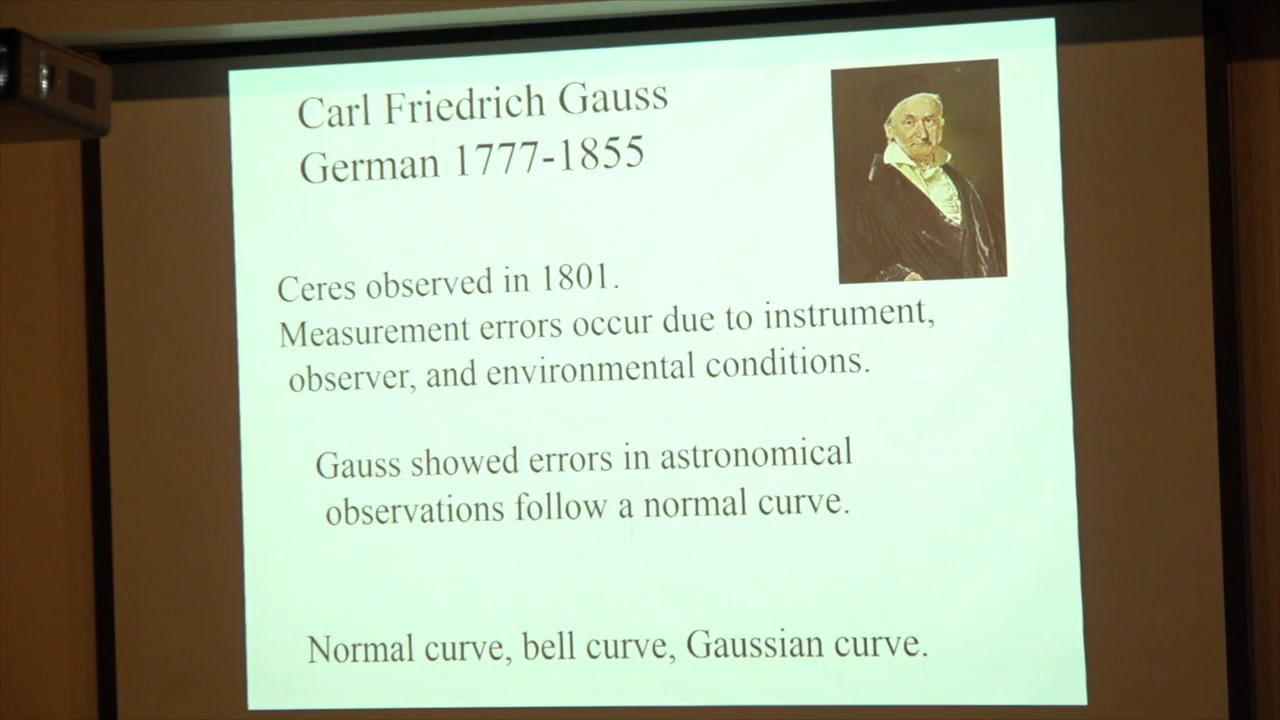 Carl Friedrich Gauss
German 1777-1855
Ceres observed in 1801.
Measurement errors occur due to instrument,
observer, and environmental conditions.
Gauss showed errors in astronomical
observations follow a normal curve.
Normal curve, bell curve, Gaussian curve.